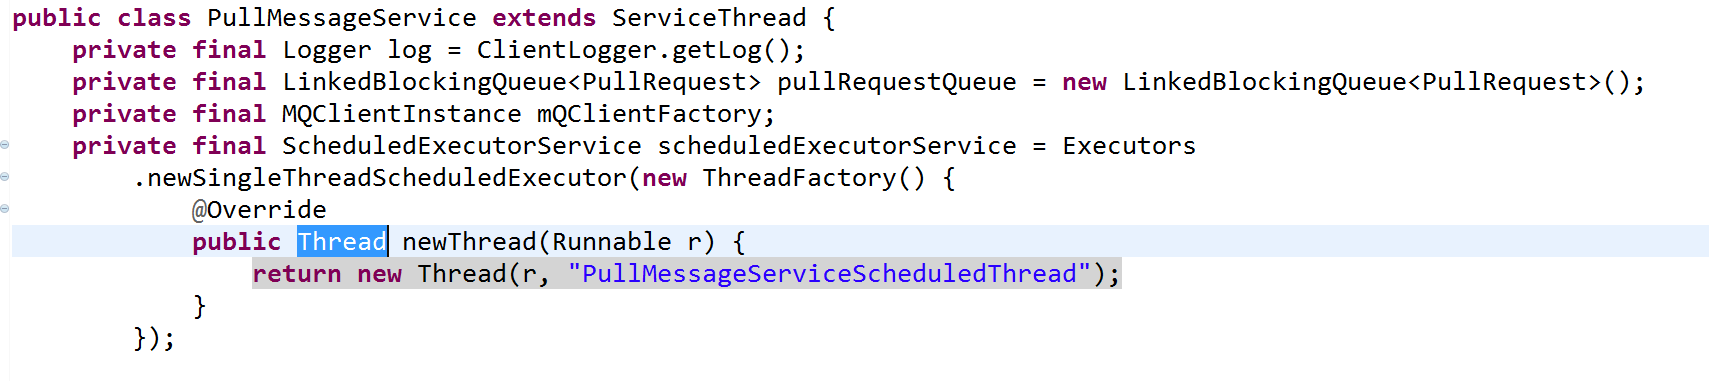 public class PullMessageService extends ServiceThread {
private final Logger log = ClientLogger.getLog();
private final LinkedBlockingQueue<PullRequest> pullRequestQueue = new LinkedBlockingQueue<PullRequest>();
private final MQClientInstance mQClientFactory;
private final ScheduledExecutorService scheduledExecutorService = Executors
.newSingleThreadScheduledExecutor(new ThreadFactory() {
@Override
public Thread newThread(Runnable r) {
return new Thread(r, "PullMessageServiceScheduledThread");
}
});